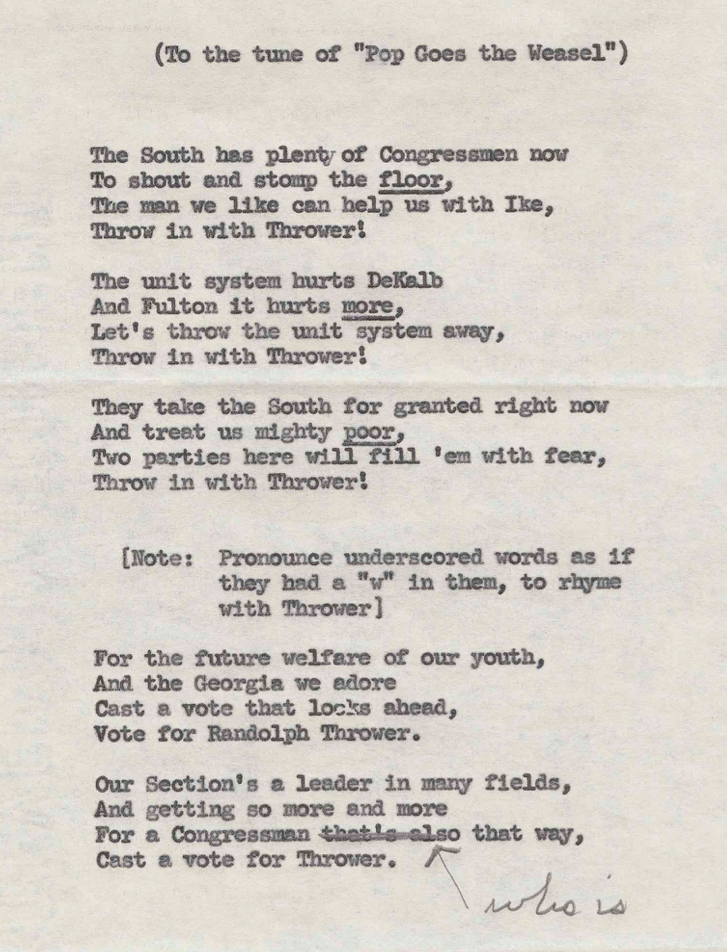 (To the tune of "Pop Goes the Weasel")
The South has plenty of Congressmen now
To shout and stomp the floor,
The man we like can help us with Ike,
Throw in with Thrower!
The unit system hurts DeKalb
And Fulton it hurts more,
Let's throw the unit system away,
Throw in with Thrower!
They take the South for granted right now
And treat us mighty poor,
Two parties here will fill 'em with fear,
Throw in with Thrower!
[Note: Pronounce underscored words as if
they had a "w" in them, to rhyme
with Thrower]
For the future welfare of our youth,
And the Georgia we adore
Cast a vote that looks ahead,
Vote for Randolph Thrower.
Our Section's a leader in many fields,
And getting so more and more
For a Congressman that's also that way,
Cast a vote for Thrower.
who is